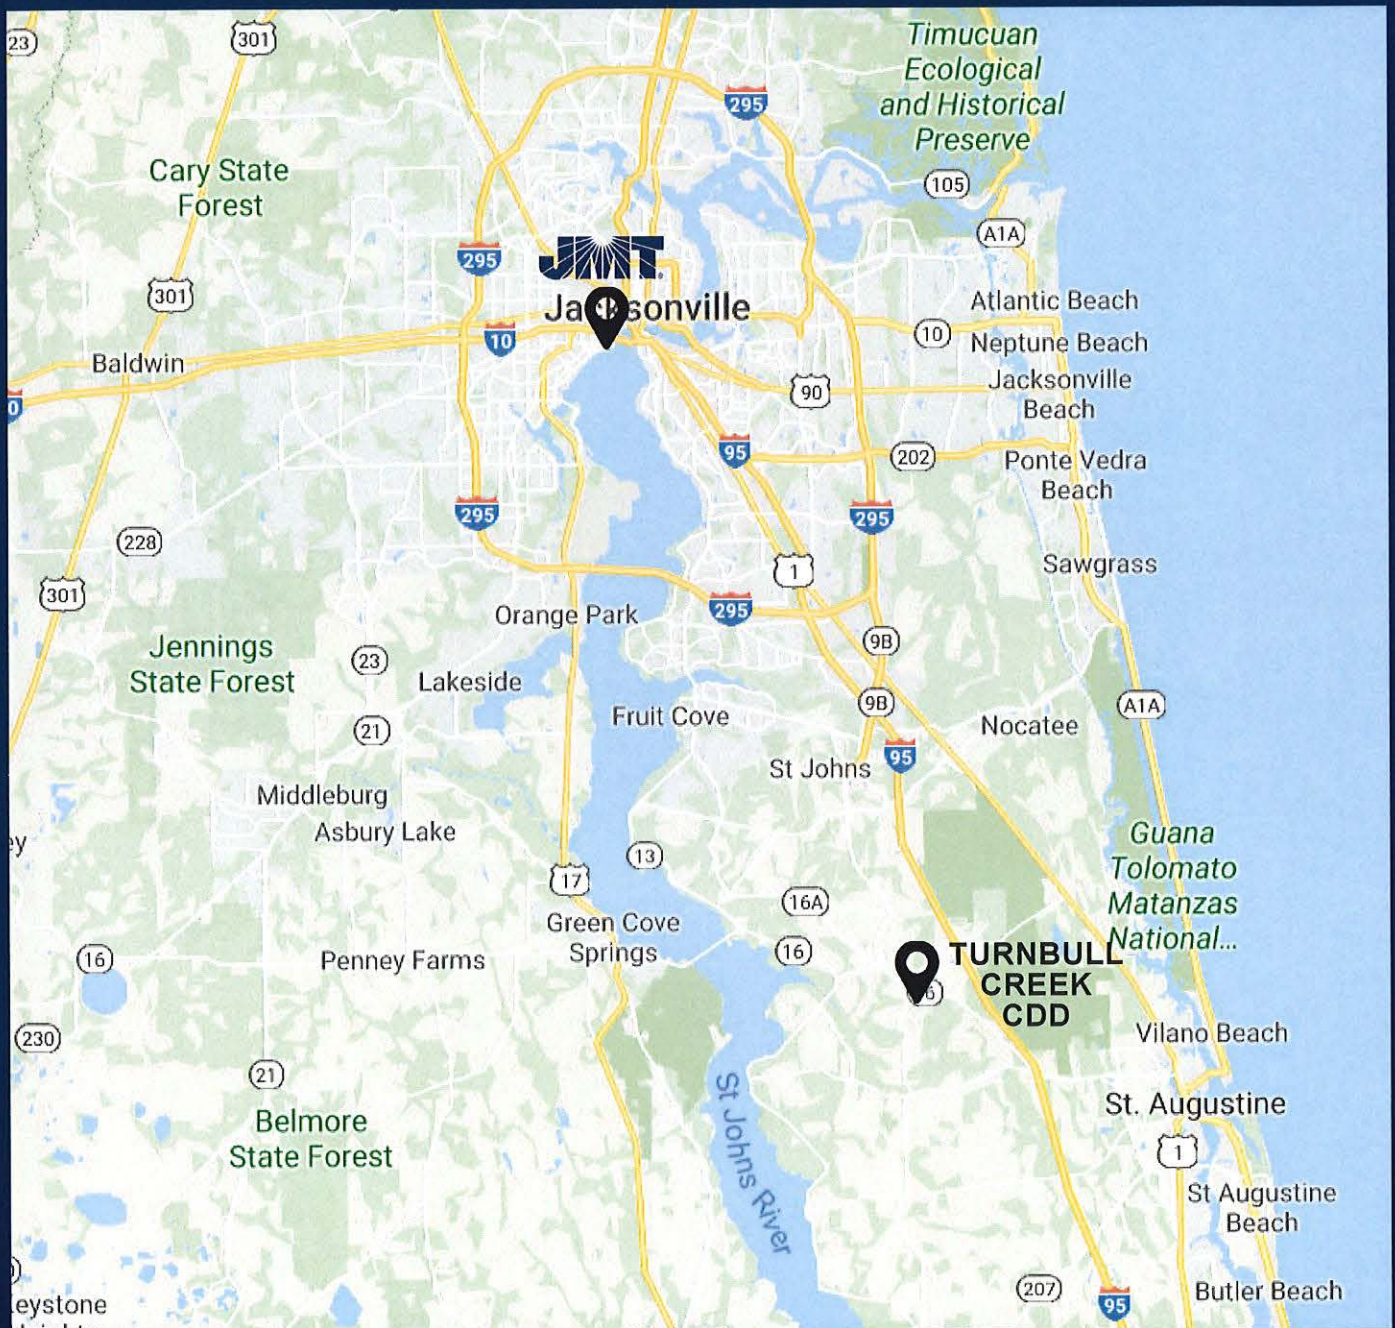 23
301
Timucuan
Ecological
and Historical
Preserve
295
Cary State
Forest
105
A1A
295
JMT
301
Jacksonville
Atlantic Beach
10
10
Neptune Beach
Baldwin
Jacksonville
Beach
90
0
95
202
Ponte Vedra
Beach
295
295
228
1
Sawgrass
301
295
Orange Park
9B
Jennings
State Forest
23
Lakeside
9B
A1A
Fruit Cove
21
Nocatee
95
St Johns
Middleburg
Asbury Lake
ey
13
Guana
Tolomato
Matanzas
National...
17
16A
Green Cove
Springs
16
16
Penney Farms
TURNBULL
CREEK
CDD
6
230
Vilano Beach
21
St. Augustine
Belmore
State Forest
St Johns River
1
St Augustine
Beach
207
95
Butler Beach
eystone